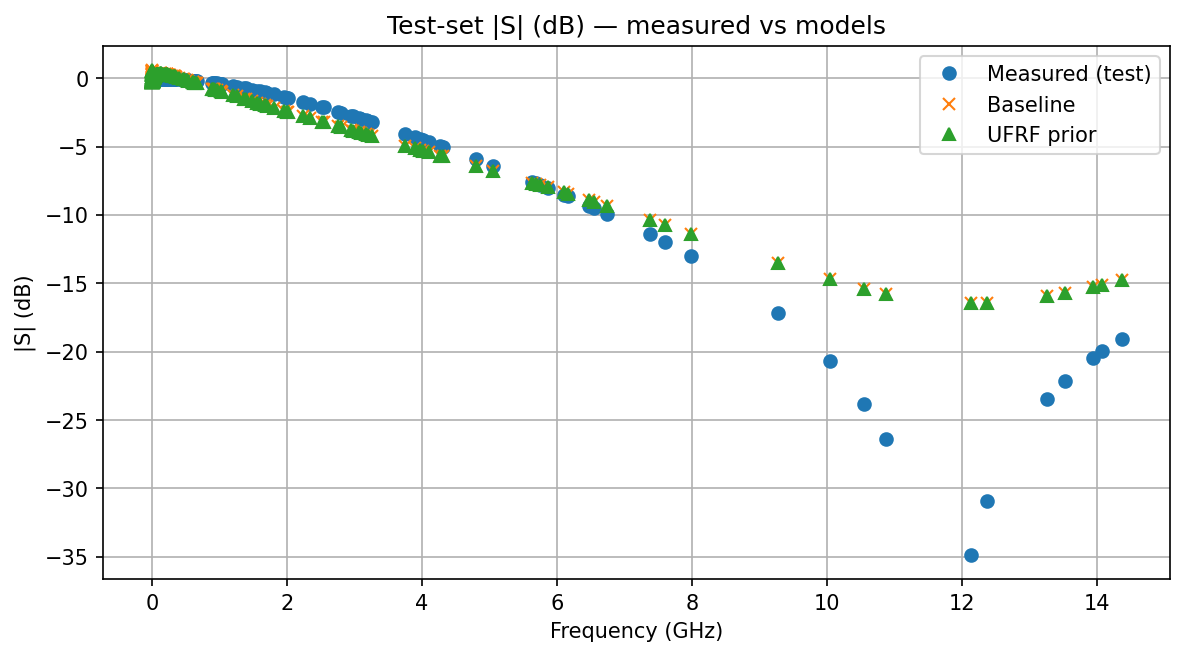 Test-set |S| (dB) — measured vs models
Measured (test)
Baseline
UFRF prior
|S| (dB)
0
−5
−10
−15
−20
−25
−30
−35
0 2 4 6 8 10 12 14
Frequency (GHz)